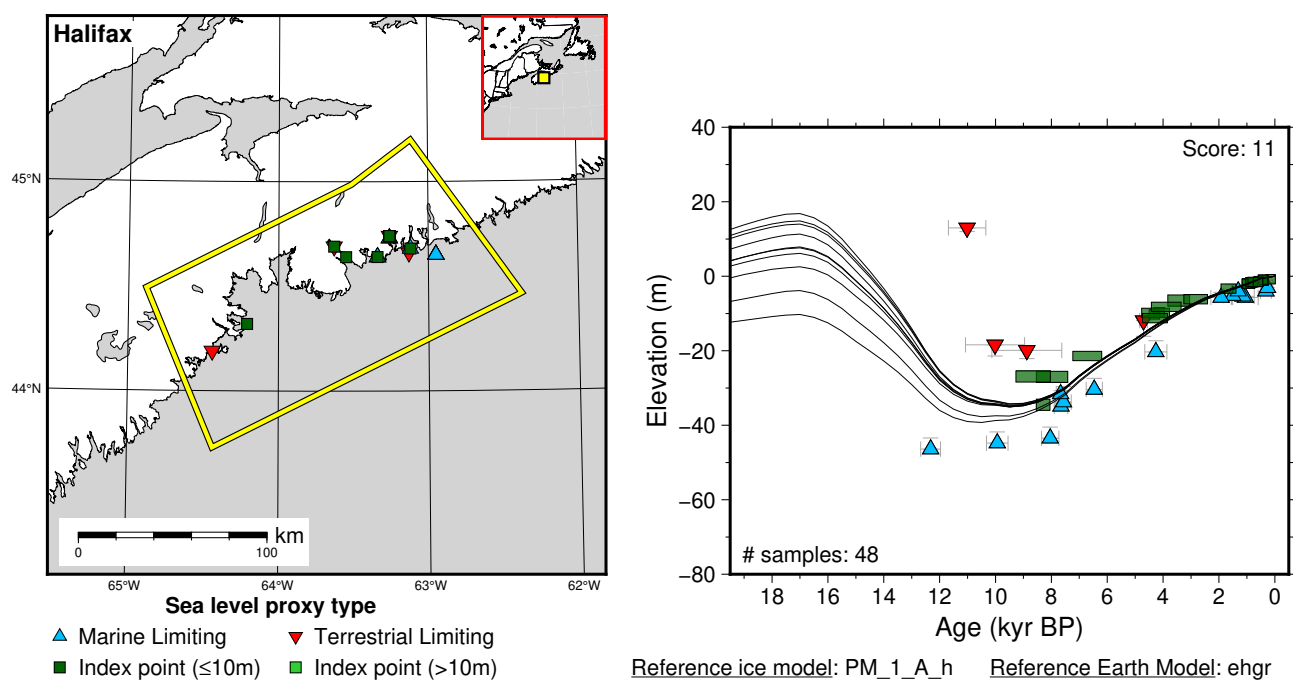 Halifax
45°N
44°N
65°W
64°W
63°W
62°W
km
0
100
Sea level proxy type
Marine Limiting
Terrestrial Limiting
Index point (≤10m)
Index point (>10m)
Score: 11
40
20
0
−20
−40
−60
−80
Elevation (m)
# samples: 48
18
16
14
12
10
8
6
4
2
0
Age (kyr BP)
Reference ice model: PM_1_A_h
Reference Earth Model: ehgr